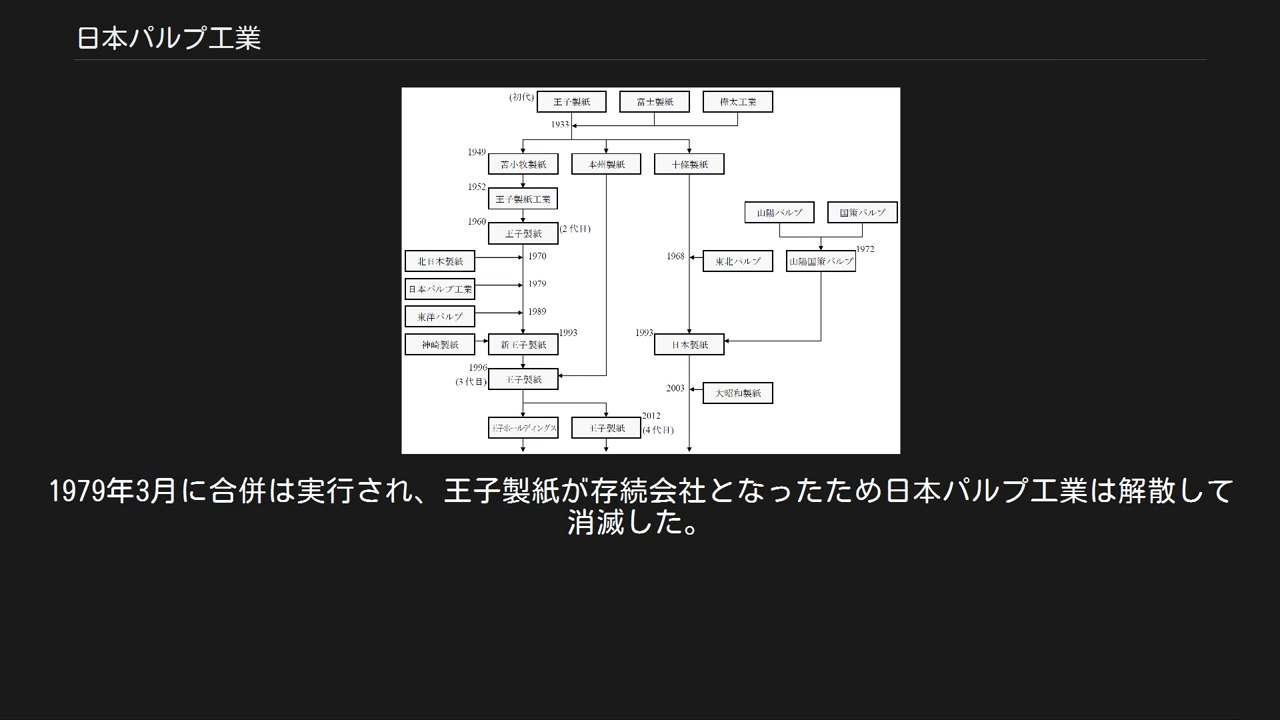 日本パルプ工業
(初代) 王子製紙 富士製紙 樺太工業
1933
1949 苫小牧製紙 本州製紙 十條製紙
1952 王子製紙工業
1960 王子製紙 (2代目) 山陽パルプ 国策パルプ
北日本製紙 1970 1968 東北パルプ 山陽国策パルプ 1972
日本パルプ工業 1979
東洋パルプ 1989
神崎製紙 新王子製紙 1993 1993 日本製紙
1996 (3代目) 王子製紙
2003 大昭和製紙
王子ホールディングス 王子製紙 2012 (4代目)
1979年3月に合併は実行され、王子製紙が存続会社となったため日本パルプ工業は解散して
消滅した。